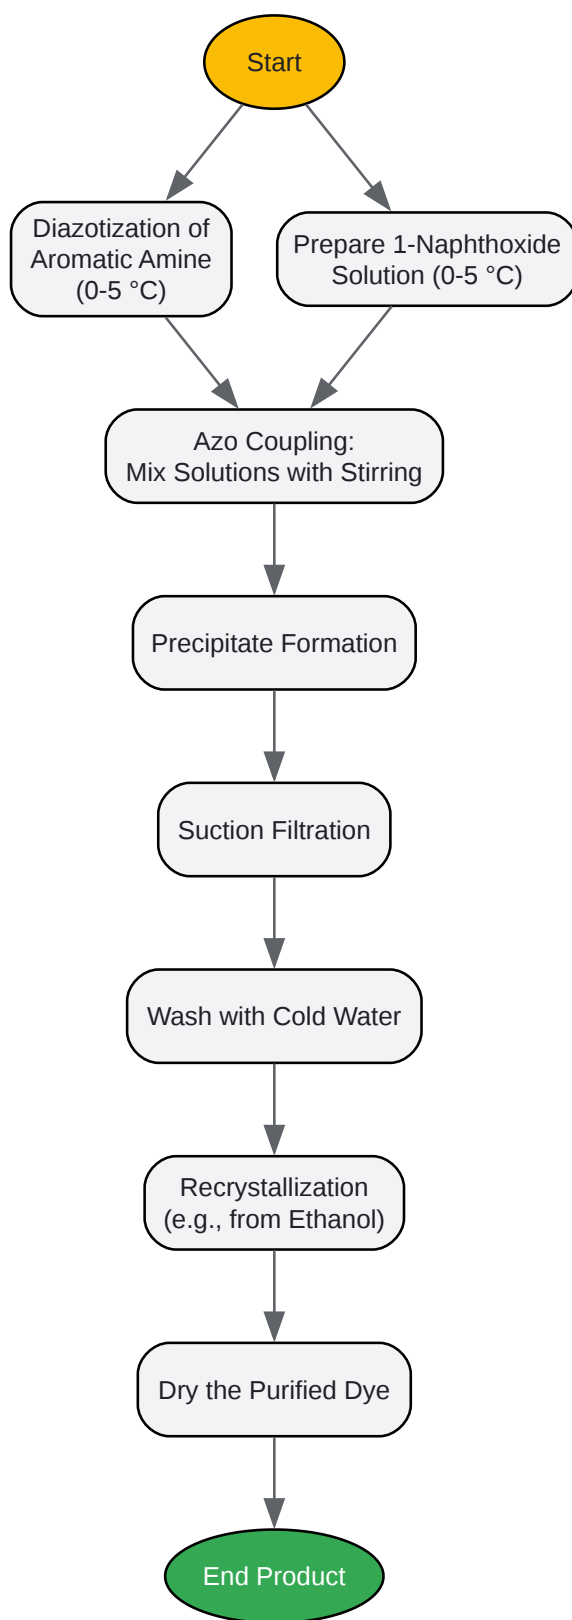 Start
Diazotization of
Aromatic Amine
(0-5 °C)
Prepare 1-Naphthoxide
Solution (0-5 °C)
Azo Coupling:
Mix Solutions with Stirring
Precipitate Formation
Suction Filtration
Wash with Cold Water
Recrystallization
(e.g., from Ethanol)
Dry the Purified Dye
End Product